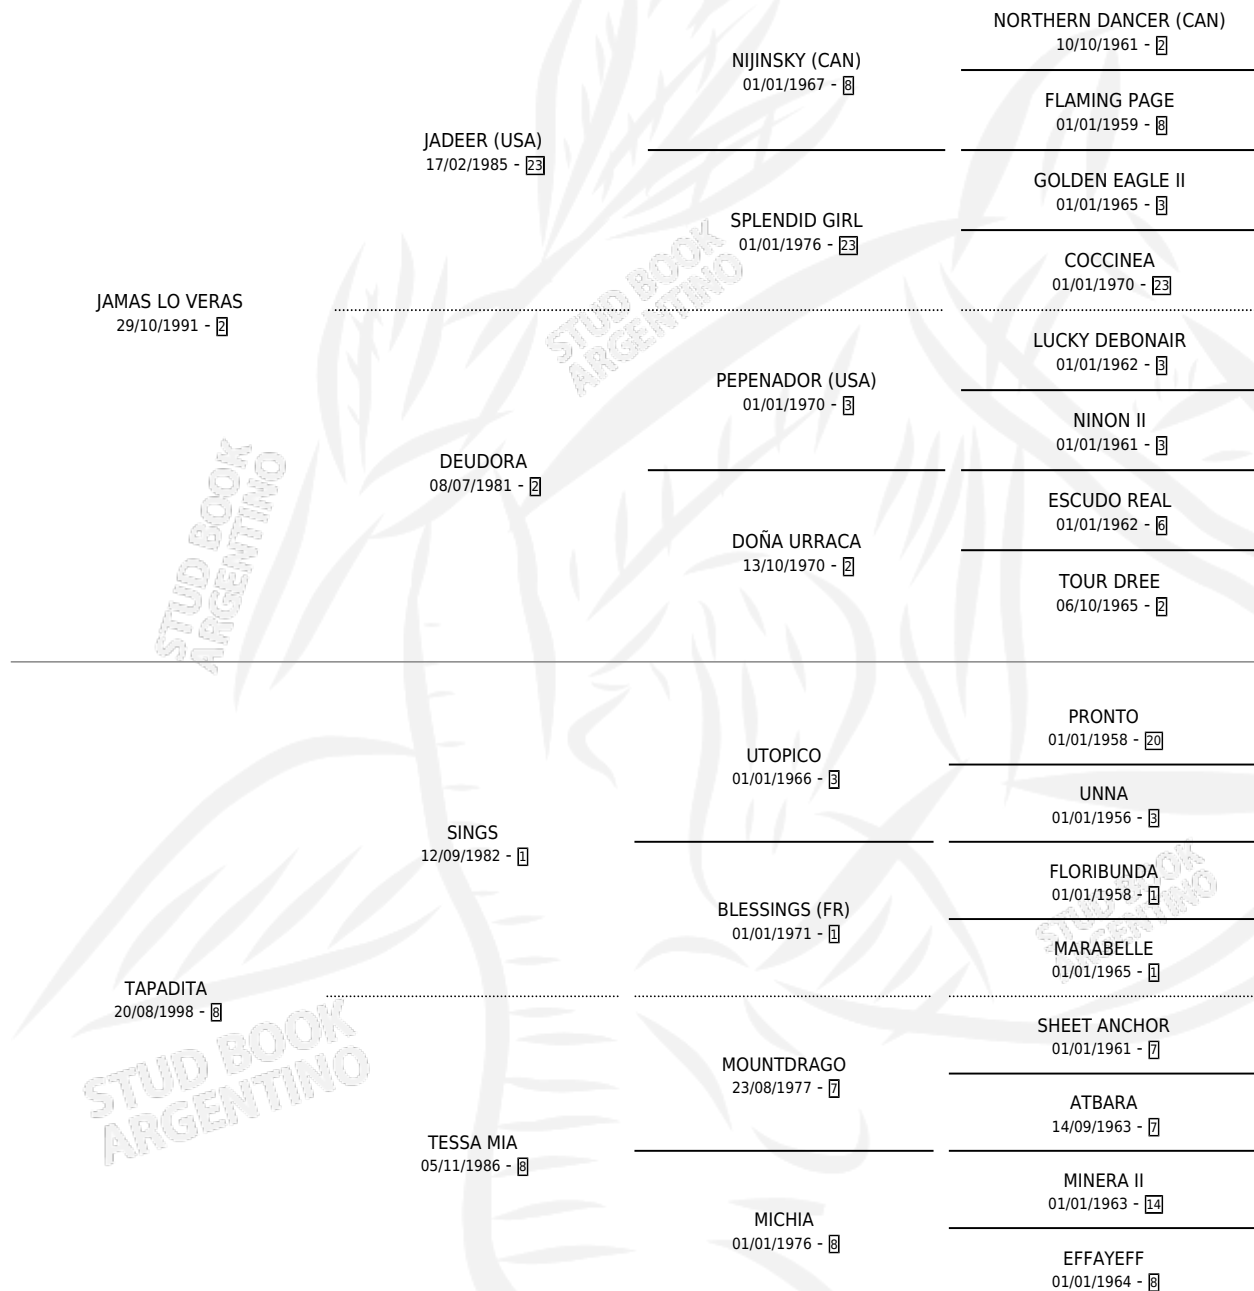 NORTHERN DANCER (CAN)
10/10/1961 - 2
NIJINSKY (CAN)
01/01/1967 - 8
FLAMING PAGE
01/01/1959 - 8
JADEER (USA)
17/02/1985 - 23
GOLDEN EAGLE II
01/01/1965 - 3
SPLENDID GIRL
01/01/1976 - 23
COCCINEA
01/01/1970 - 23
JAMAS LO VERAS
29/10/1991 - 2
LUCKY DEBONAIR
01/01/1962 - 3
PEPENADOR (USA)
01/01/1970 - 3
NINON II
01/01/1961 - 3
DEUDORA
08/07/1981 - 2
ESCUDO REAL
01/01/1962 - 6
DOÑA URRACA
13/10/1970 - 2
TOUR DREE
06/10/1965 - 2
PRONTO
01/01/1958 - 20
UTOPICO
01/01/1966 - 3
UNNA
01/01/1956 - 3
SINGS
12/09/1982 - 1
FLORIBUNDA
01/01/1958 - 1
BLESSINGS (FR)
01/01/1971 - 1
MARABELLE
01/01/1965 - 1
TAPADITA
20/08/1998 - 8
SHEET ANCHOR
01/01/1961 - 7
MOUNTDRAGO
23/08/1977 - 7
ATBARA
14/09/1963 - 7
TESSA MIA
05/11/1986 - 8
MINERA II
01/01/1963 - 14
MICHIA
01/01/1976 - 8
EFFAYEFF
01/01/1964 - 8
STUD BOOK
ARGENTINO
STUD BOOK
ARGENTINO
STUD BOOK
ARGENTINO
STUD BOOK
ARGENTINO